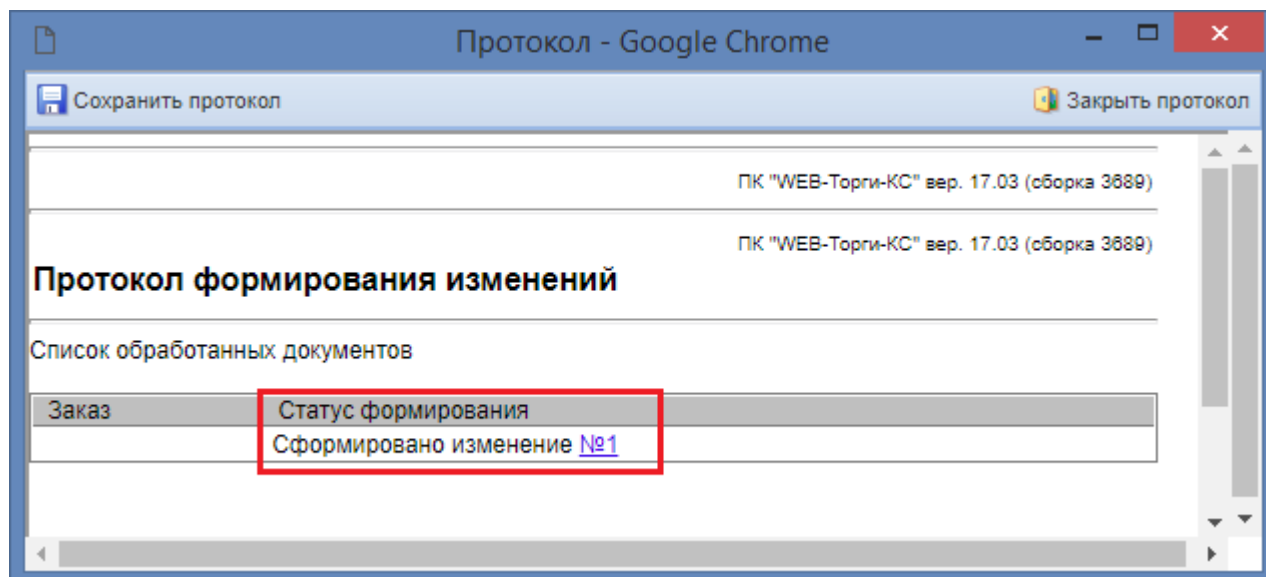 Протокол - Google Chrome
Сохранить протокол Закрыть протокол
ПК "WEB-Торги-КС" вер. 17.03 (сборка 3689)
ПК "WEB-Торги-КС" вер. 17.03 (сборка 3689)
Протокол формирования изменений
Список обработанных документов
Заказ Статус формирования
Сформировано изменение №1